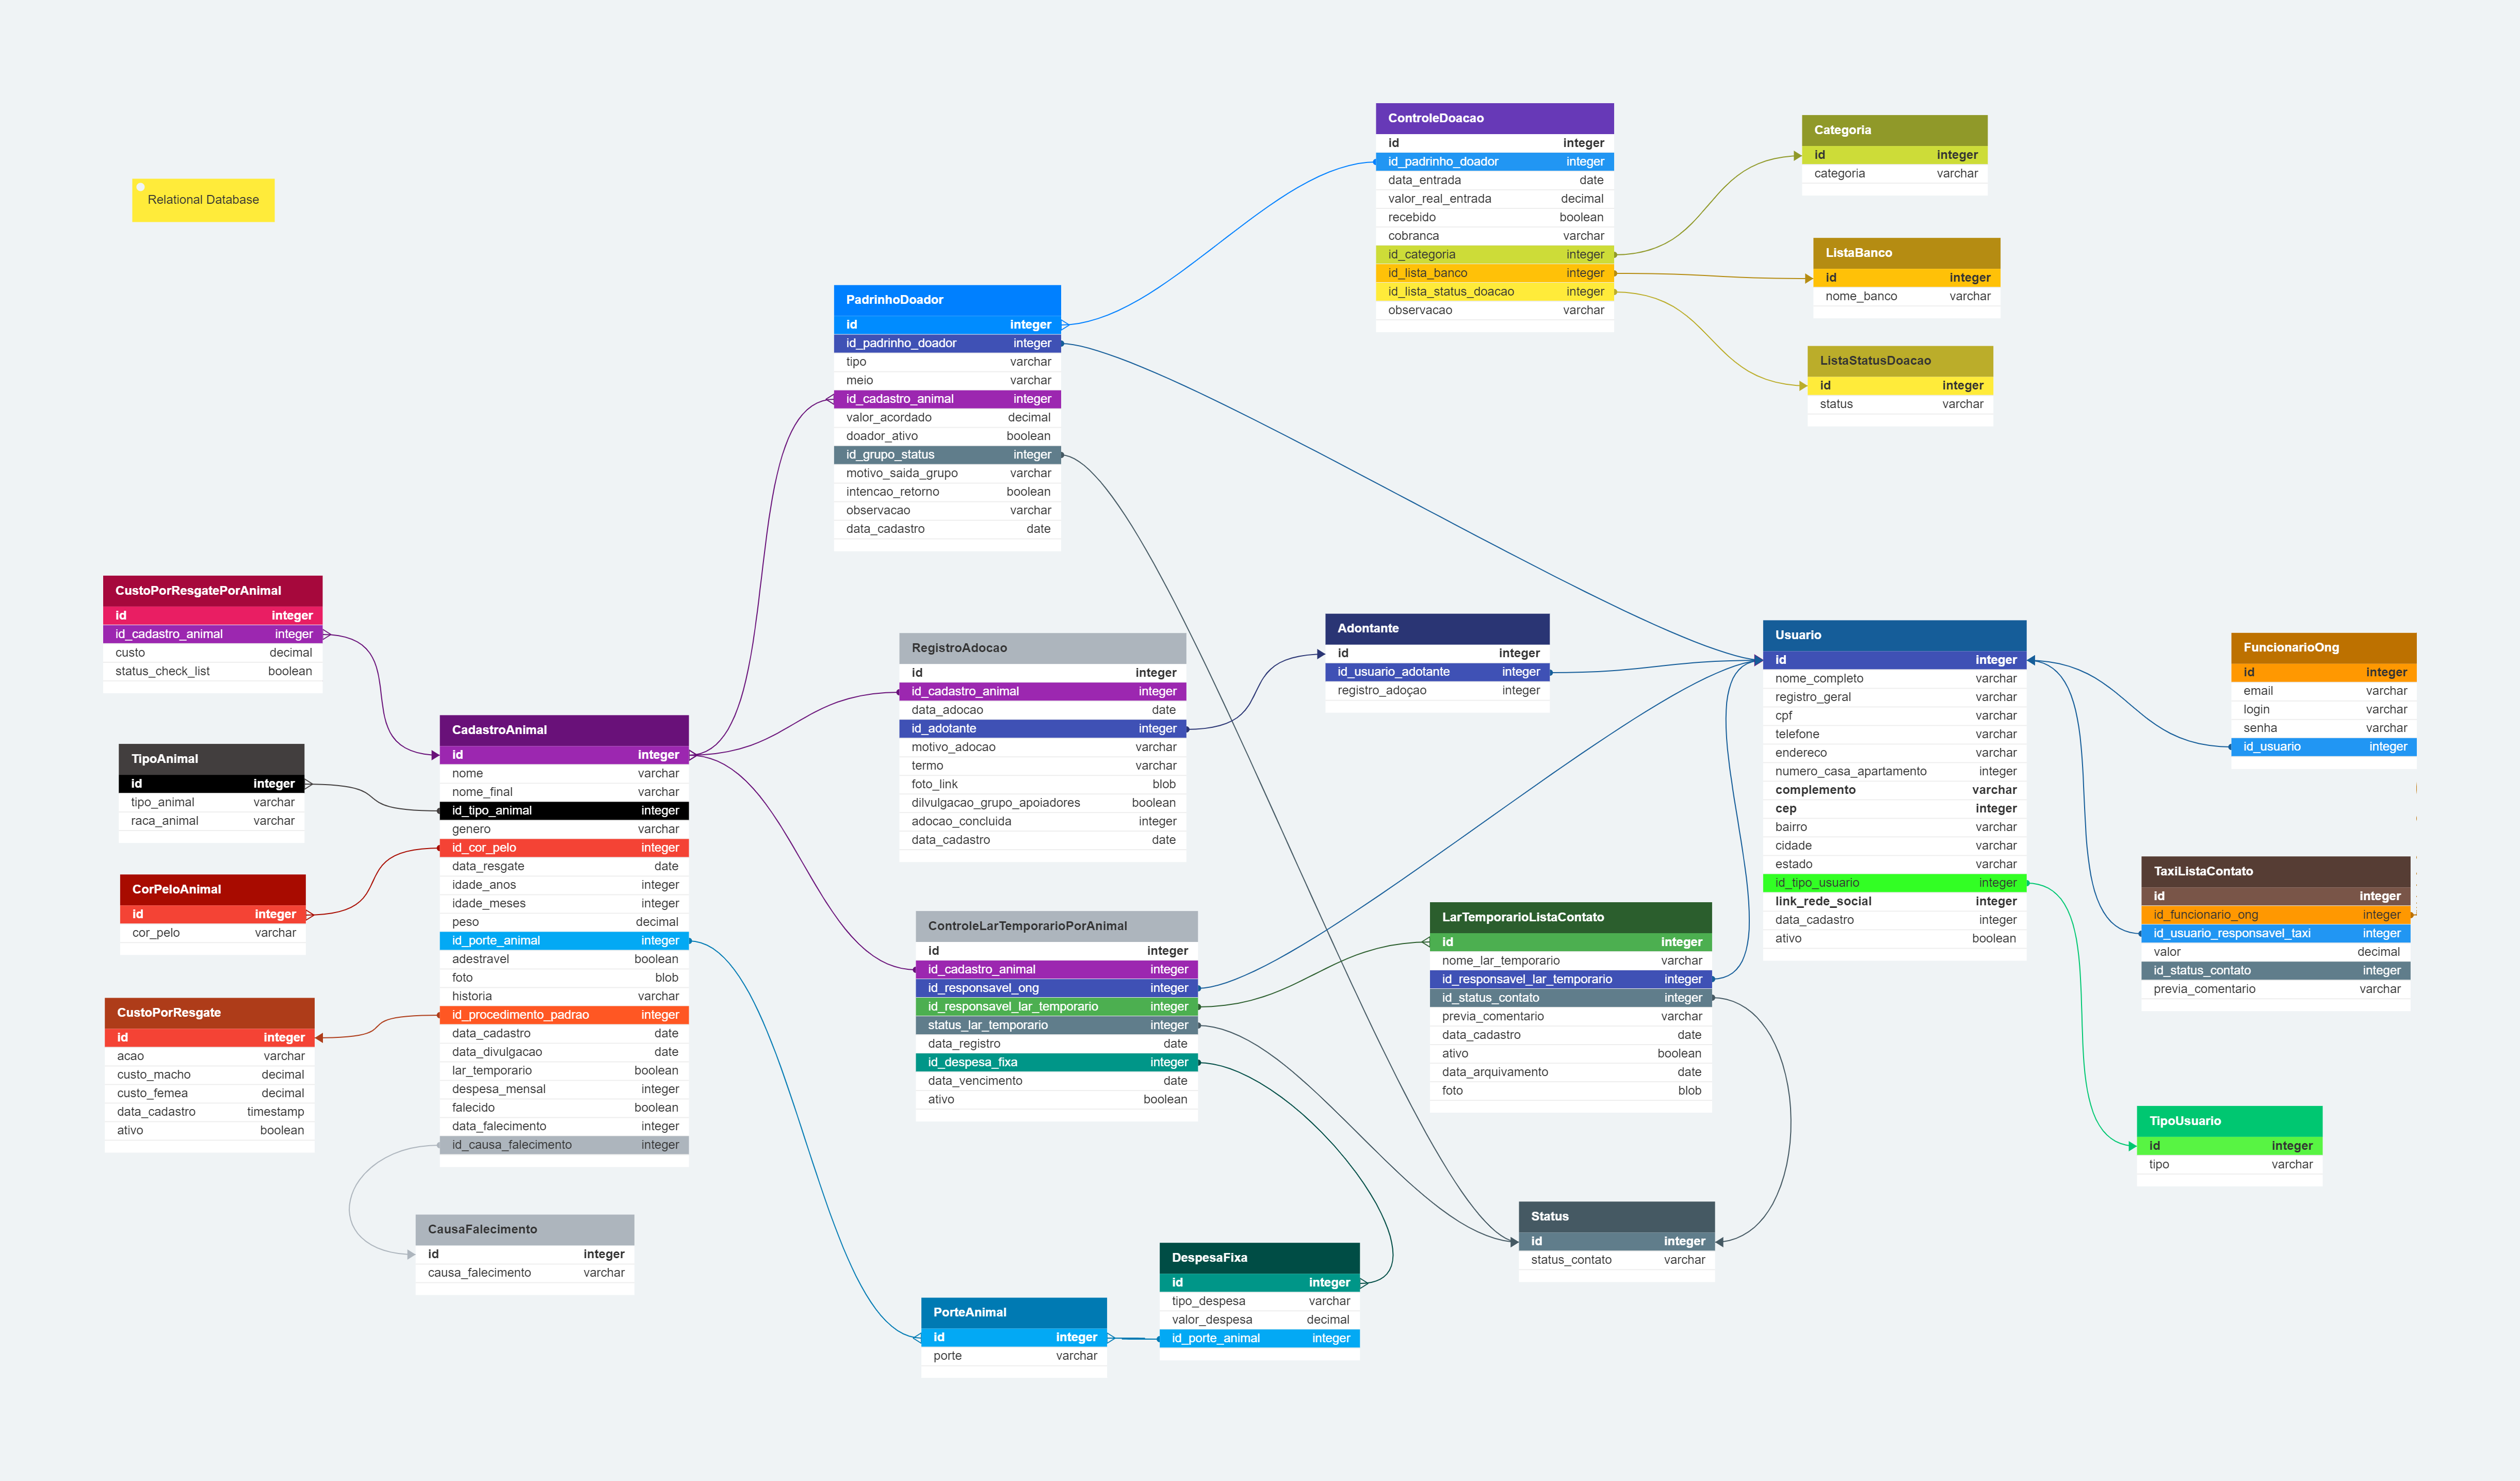 Relational Database
ControleDoacao
id integer
id_padrinho_doador integer
data_entrada date
valor_real_entrada decimal
recebido boolean
cobranca varchar
id_categoria integer
id_lista_banco integer
id_lista_status_doacao integer
observacao varchar
Categoria
id integer
categoria varchar
ListaBanco
id integer
nome_banco varchar
ListaStatusDoacao
id integer
status varchar
PadrinhoDoador
id integer
id_padrinho_doador integer
tipo varchar
meio varchar
id_cadastro_animal integer
valor_acordado decimal
doador_ativo boolean
id_grupo_status integer
motivo_saida_grupo varchar
intencao_retorno boolean
observacao varchar
data_cadastro date
CustoPorResgatePorAnimal
id integer
id_cadastro_animal integer
custo decimal
status_check_list boolean
TipoAnimal
id integer
tipo_animal varchar
raca_animal varchar
CorPeloAnimal
id integer
cor_pelo varchar
CustoPorResgate
id integer
acao varchar
custo_macho decimal
custo_femea decimal
data_cadastro timestamp
ativo boolean
CadastroAnimal
id integer
nome varchar
nome_final varchar
id_tipo_animal integer
genero varchar
id_cor_pelo integer
data_resgate date
idade_anos integer
idade_meses integer
peso decimal
id_porte_animal integer
adestravel boolean
foto blob
historia varchar
id_procedimento_padrao integer
data_cadastro date
data_divulgacao date
lar_temporario boolean
despesa_mensal integer
falecido boolean
data_falecimento integer
id_causa_falecimento integer
CausaFalecimento
id integer
causa_falecimento varchar
RegistroAdocao
id integer
id_cadastro_animal integer
data_adocao date
id_adotante integer
motivo_adocao varchar
termo varchar
foto_link blob
dilvulgacao_grupo_apoiadores boolean
adocao_concluida integer
data_cadastro date
Adontante
id integer
id_usuario_adotante integer
registro_adoçao integer
ControleLarTemporarioPorAnimal
id integer
id_cadastro_animal integer
id_responsavel_ong integer
id_responsavel_lar_temporario integer
status_lar_temporario integer
data_registro date
id_despesa_fixa integer
data_vencimento date
ativo boolean
LarTemporarioListaContato
id integer
nome_lar_temporario varchar
id_responsavel_lar_temporario integer
id_status_contato integer
previa_comentario varchar
data_cadastro date
ativo boolean
data_arquivamento date
foto blob
Usuario
id integer
nome_completo varchar
registro_geral varchar
cpf varchar
telefone varchar
endereco varchar
numero_casa_apartamento integer
complemento varchar
cep integer
bairro varchar
cidade varchar
estado varchar
id_tipo_usuario integer
link_rede_social integer
data_cadastro integer
ativo boolean
FuncionarioOng
id integer
email varchar
login varchar
senha varchar
id_usuario integer
TaxiListaContato
id integer
id_funcionario_ong integer
id_usuario_responsavel_taxi integer
valor decimal
id_status_contato integer
previa_comentario varchar
TipoUsuario
id integer
tipo varchar
Status
id integer
status_contato varchar
DespesaFixa
id integer
tipo_despesa varchar
valor_despesa decimal
id_porte_animal integer
PorteAnimal
id integer
porte varchar